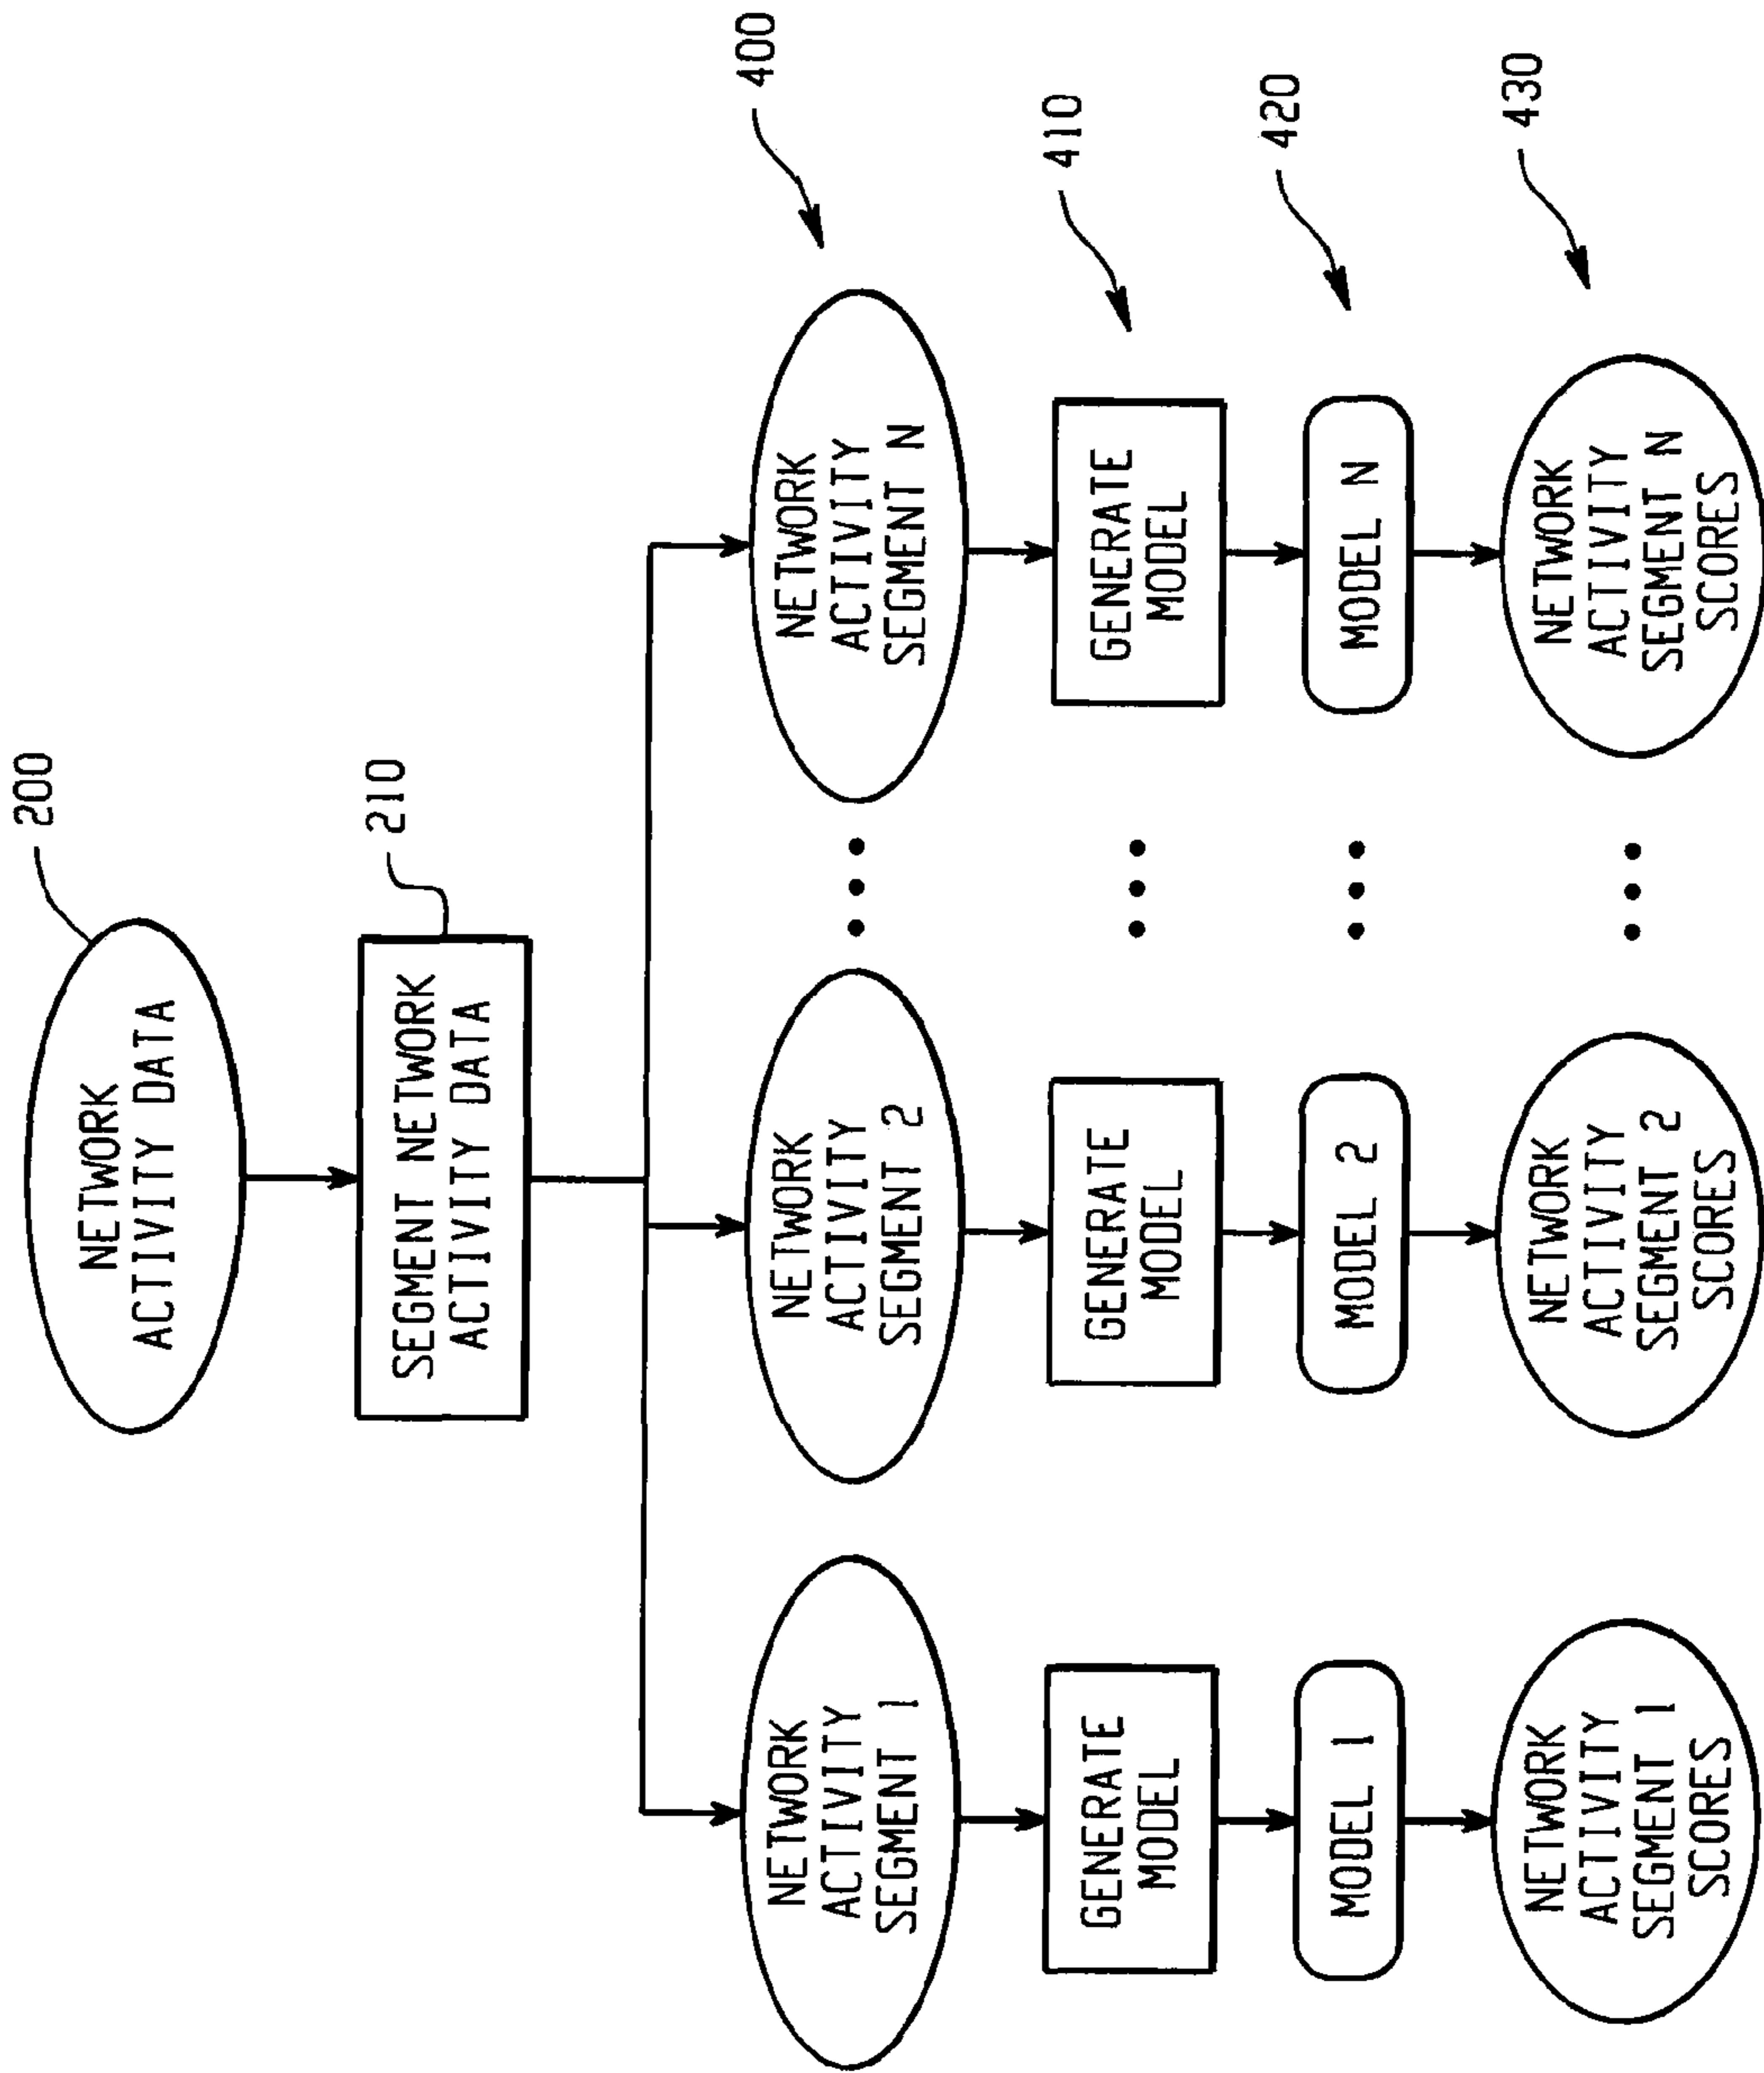 200
NETWORK
ACTIVITY DATA
210
SEGMENT NETWORK
ACTIVITY DATA
400
NETWORK
ACTIVITY
SEGMENT 1
NETWORK
ACTIVITY
SEGMENT 2
NETWORK
ACTIVITY
SEGMENT N
410
GENERATE
MODEL
GENERATE
MODEL
GENERATE
MODEL
420
MODEL 1
MODEL 2
MODEL N
430
NETWORK
ACTIVITY
SEGMENT 1
SCORES
NETWORK
ACTIVITY
SEGMENT 2
SCORES
NETWORK
ACTIVITY
SEGMENT N
SCORES